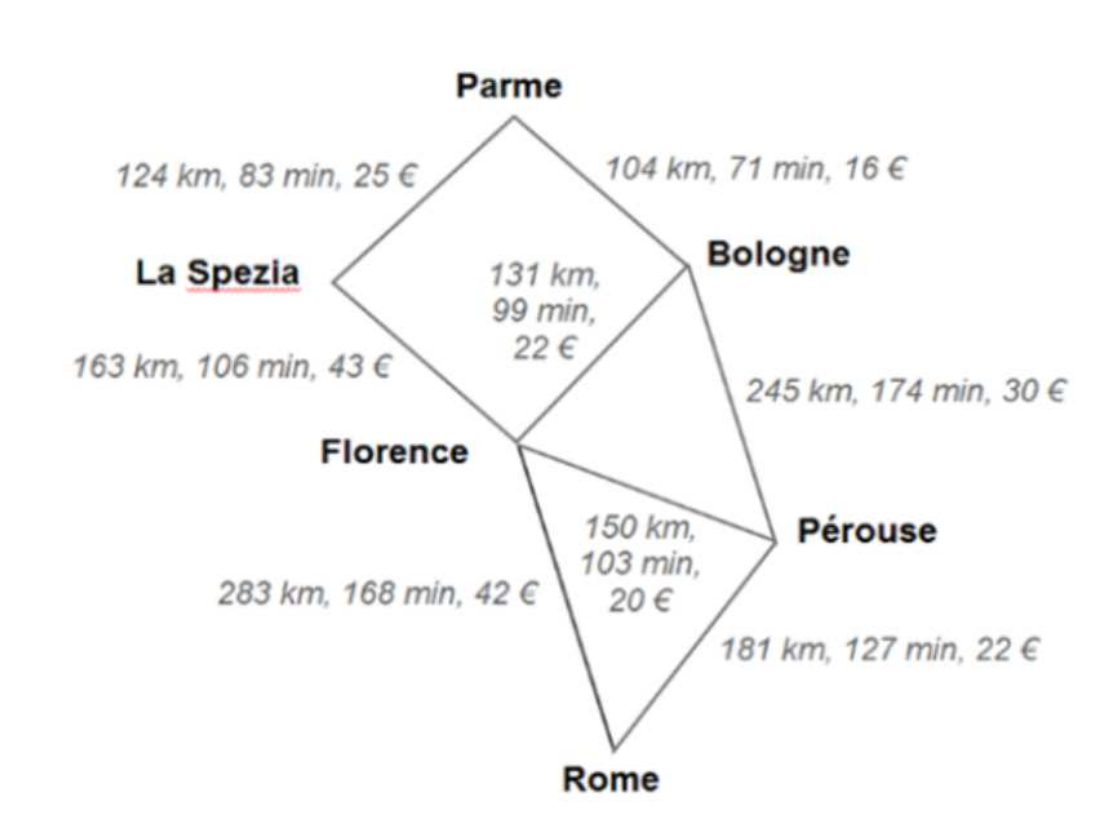 Parme
124 km, 83 min, 25 €
104 km, 71 min, 16 €
Bologne
La Spezia
131 km,
99 min,
22 €
163 km, 106 min, 43 €
245 km, 174 min, 30 €
Florence
150 km,
103 min,
20 €
Pérouse
283 km, 168 min, 42 €
181 km, 127 min, 22 €
Rome